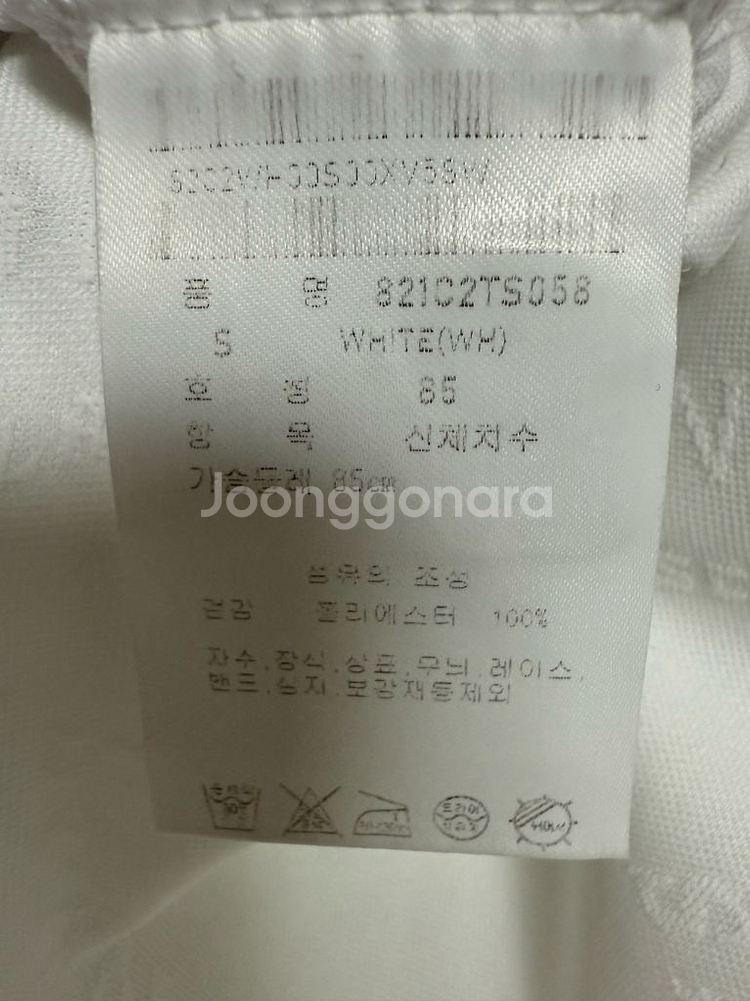 품 명 821C2TS058
S WHITE(WH)
호 칭 85
항 목 신체치수
가슴둘레 85cm
Joonggonara
섬유의 조성
겉감 폴리에스터 100%
자수,장식,상표,무늬,레이스,
밴드,심지,보강재등제외